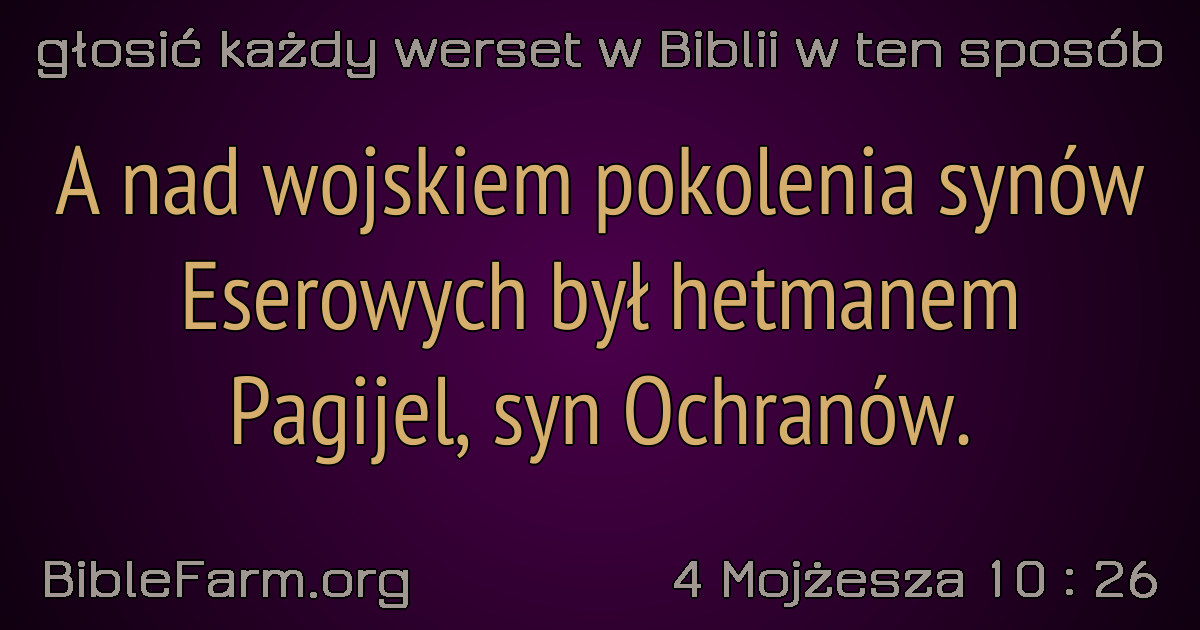 głosić każdy werset w Biblii w ten sposób
A nad wojskiem pokolenia synów
Eserowych był hetmanem
Pagijel, syn Ochranów.
BibleFarm.org
4 Mojżesza 10 : 26